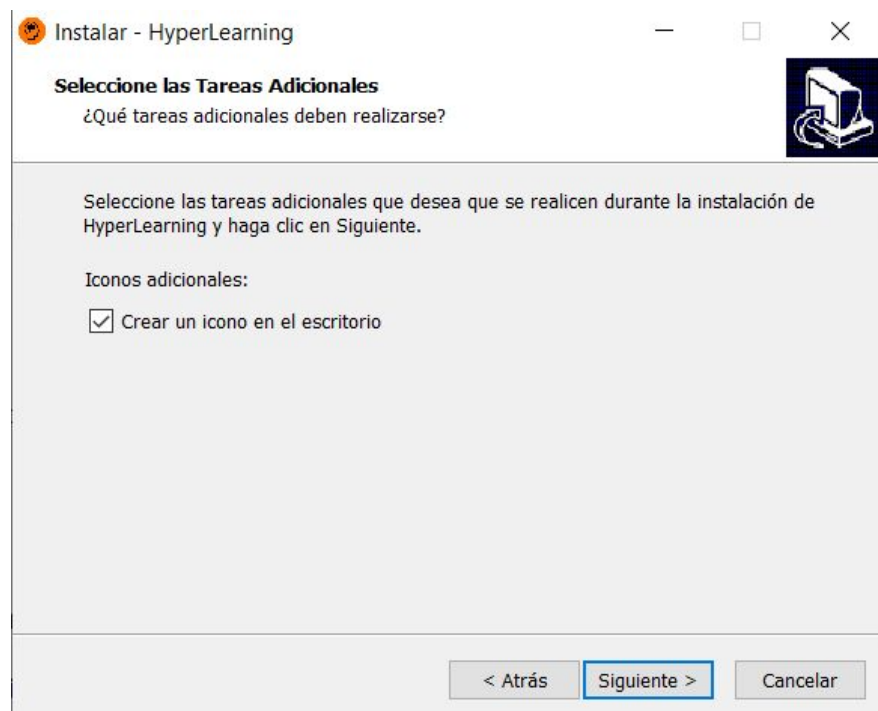 Instalar - HyperLearning
Seleccione las Tareas Adicionales
¿Qué tareas adicionales deben realizarse?
Seleccione las tareas adicionales que desea que se realicen durante la instalación de
HyperLearning y haga clic en Siguiente.
Iconos adicionales:
Crear un icono en el escritorio
< Atrás
Siguiente >
Cancelar